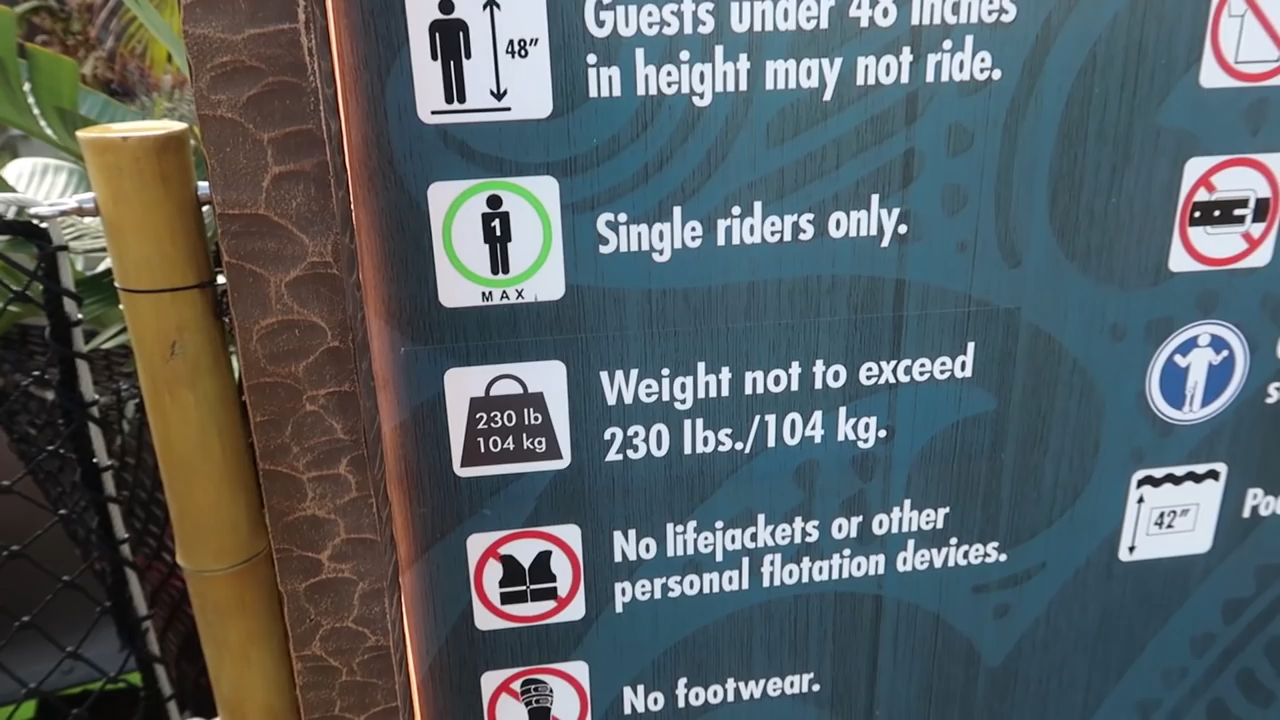 48"
Guests under 48 inches
in height may not ride.
1
MAX
Single riders only.
230 lb
104 kg
Weight not to exceed
230 lbs./104 kg.
No lifejackets or other
personal flotation devices.
No footwear.
s
42"
Po